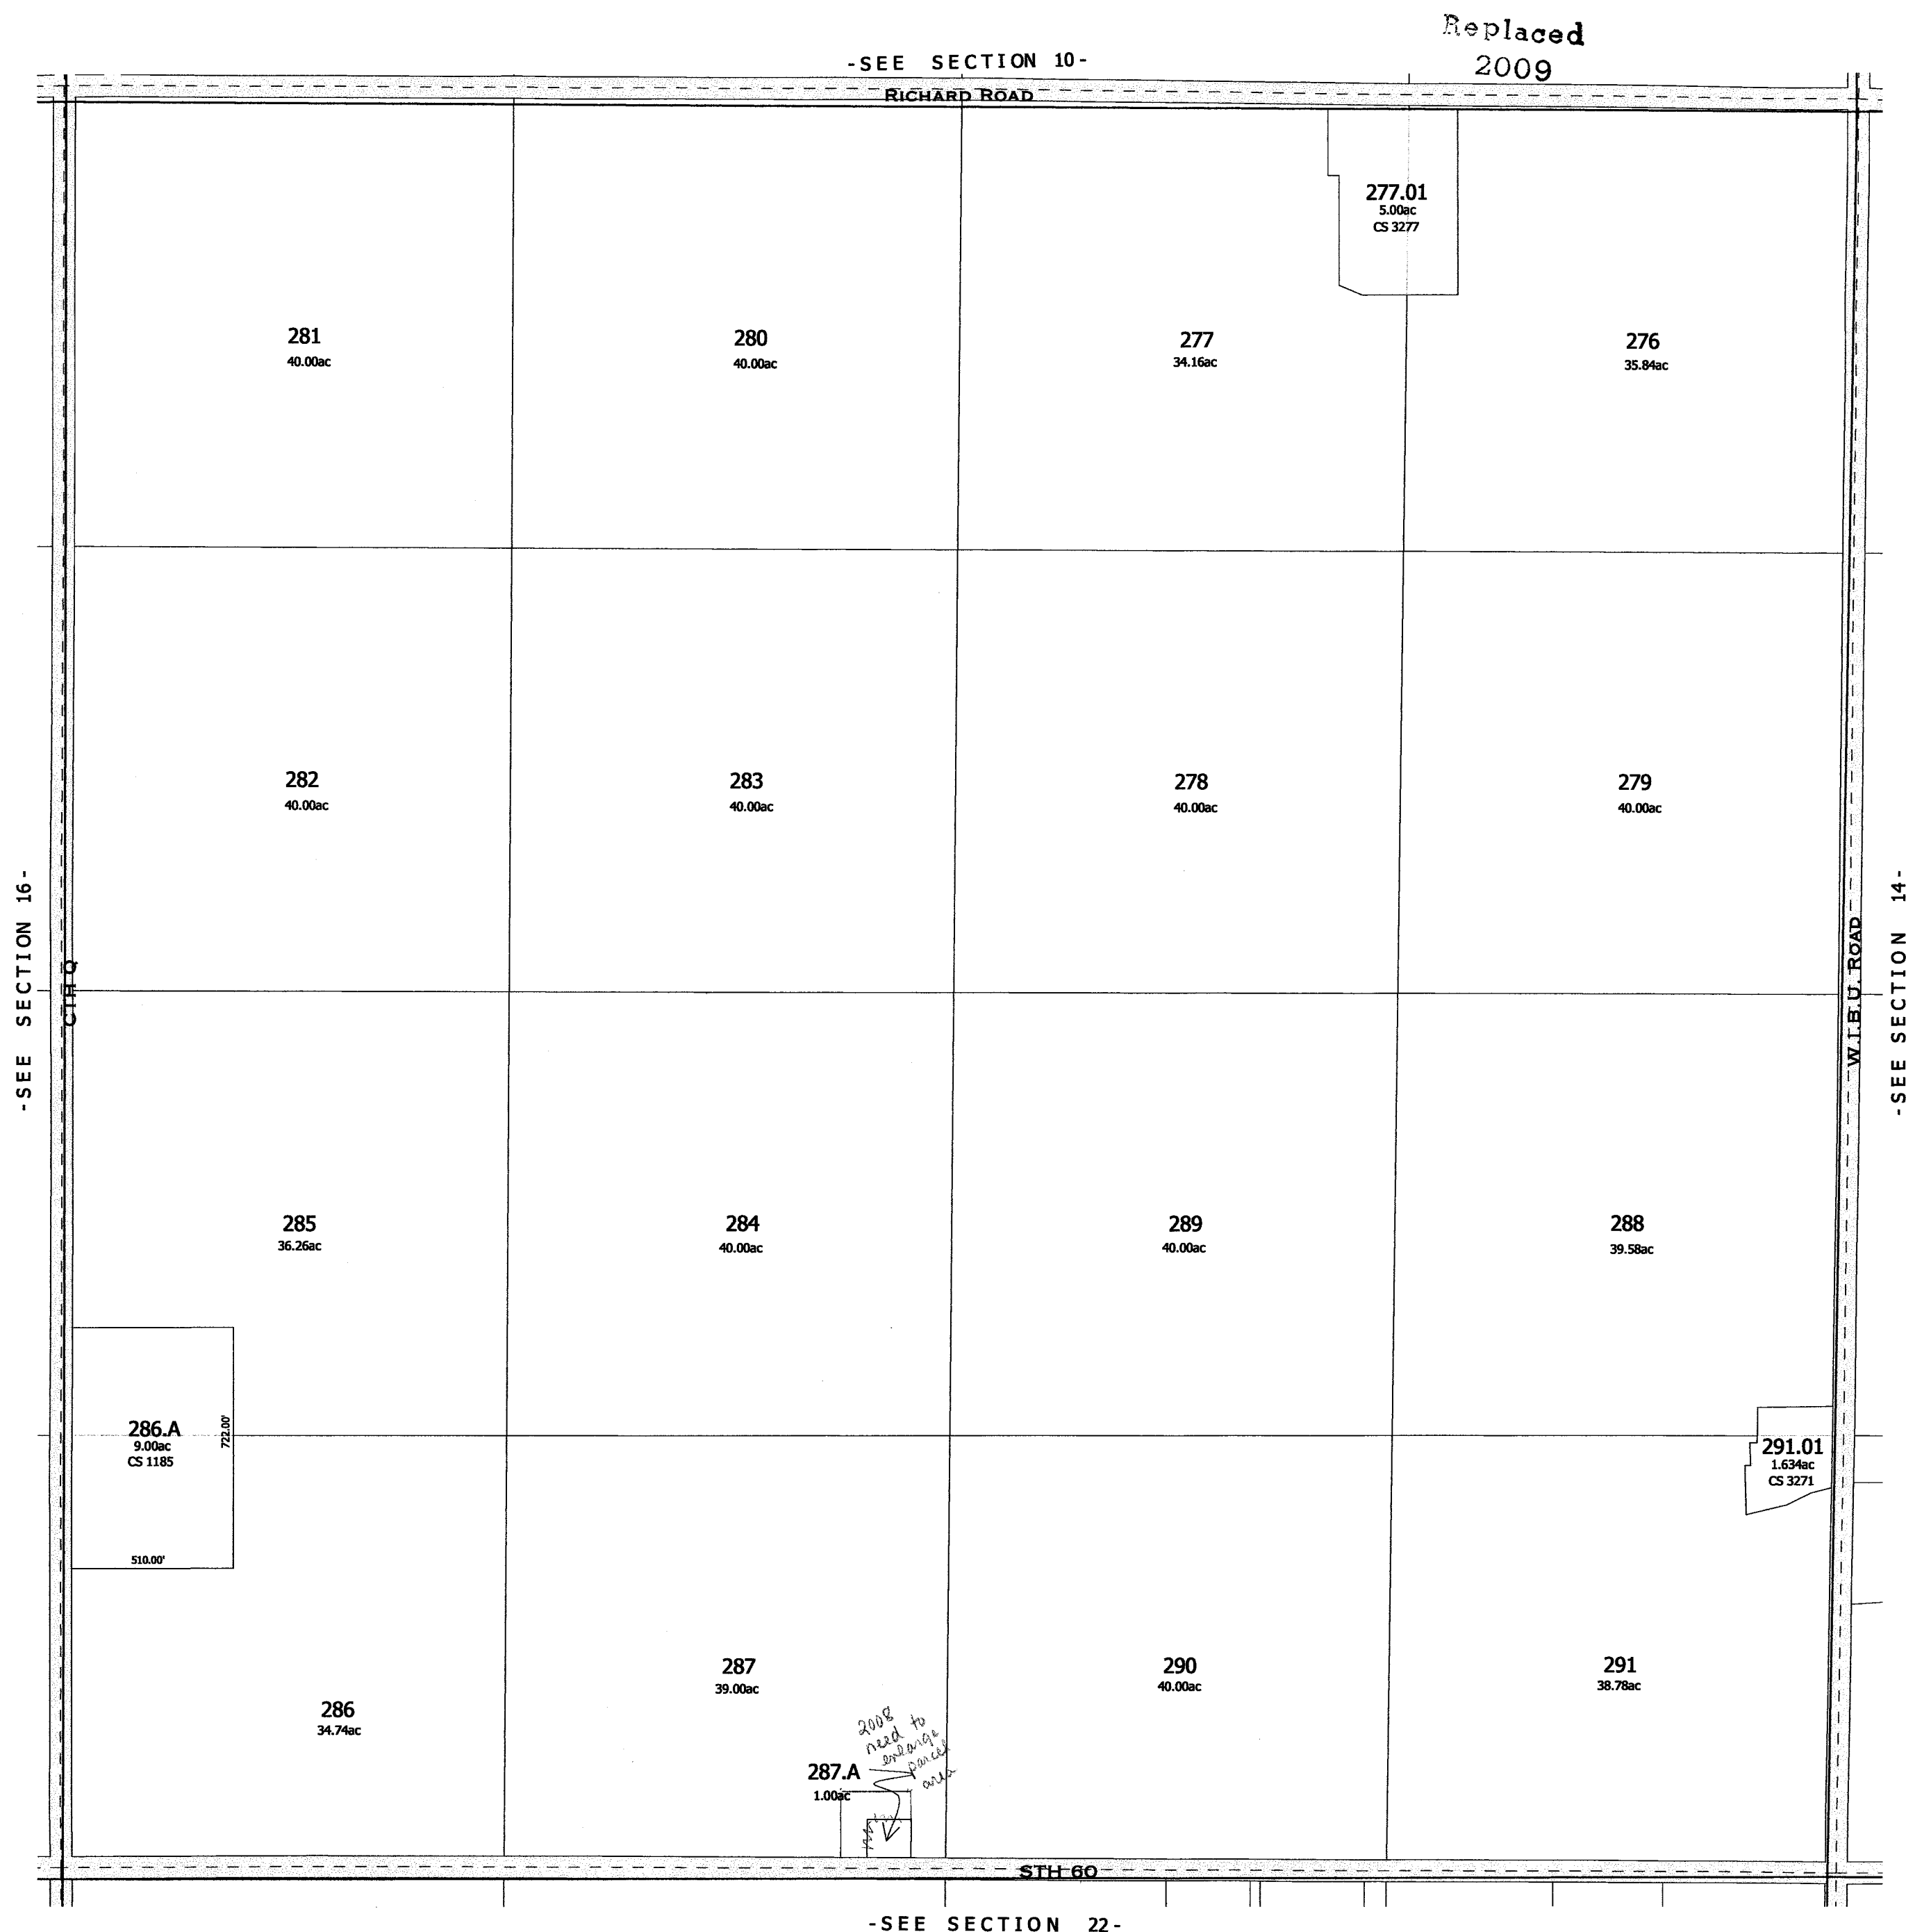 Replaced
2009
-SEE SECTION 10-
RICHARD ROAD
277.01
5.00ac
CS 3277
281
40.00ac
280
40.00ac
277
34.16ac
276
35.84ac
282
40.00ac
283
40.00ac
278
40.00ac
279
40.00ac
-SEE SECTION 16-
CTH Q
W.I.B.U. ROAD
-SEE SECTION 14-
285
36.26ac
284
40.00ac
289
40.00ac
288
39.58ac
286.A
9.00ac
CS 1185
722.00'
510.00'
291.01
1.634ac
CS 3271
286
34.74ac
287
39.00ac
290
40.00ac
291
38.78ac
2008
need to
enlarge
parcel
area
287.A
1.00ac
STH 60
-SEE SECTION 22-